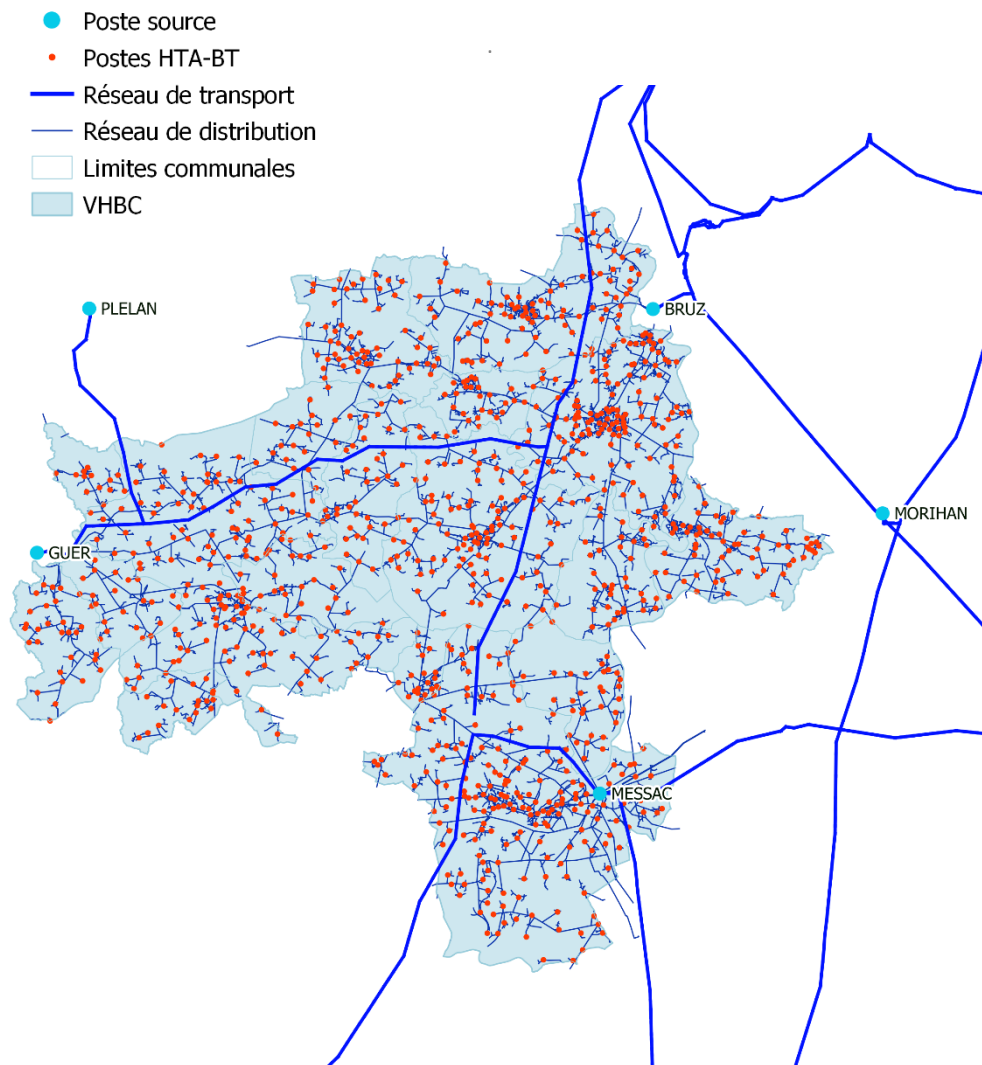 Poste source
Postes HTA-BT
Réseau de transport
Réseau de distribution
Limites communales
VHBC
PLELAN
BRUZ
MORIHAN
GUER
MESSAC